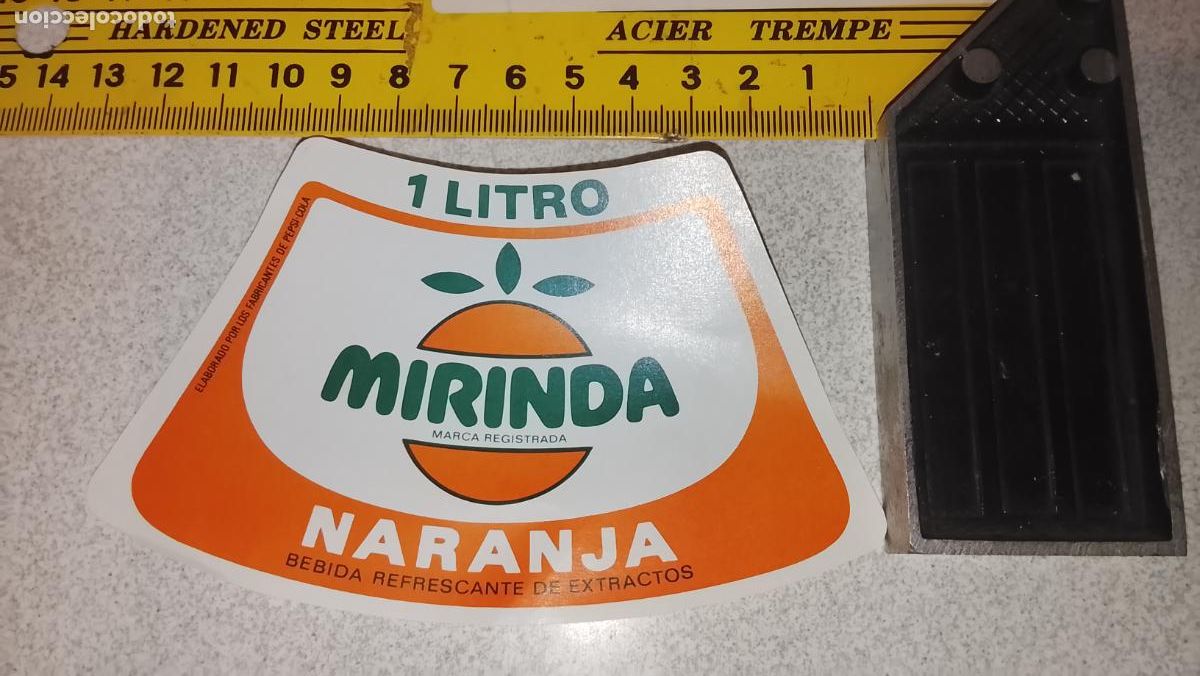 todocoleccion
HARDENED STEEL ACIER TREMPE
5 14 13 12 11 10 9 8 7 6 5 4 3 2 1
1 LITRO
ELABORADO POR LOS FABRICANTES DE PEPSI COLA
MIRINDA
MARCA REGISTRADA
NARANJA
BEBIDA REFRESCANTE DE EXTRACTOS